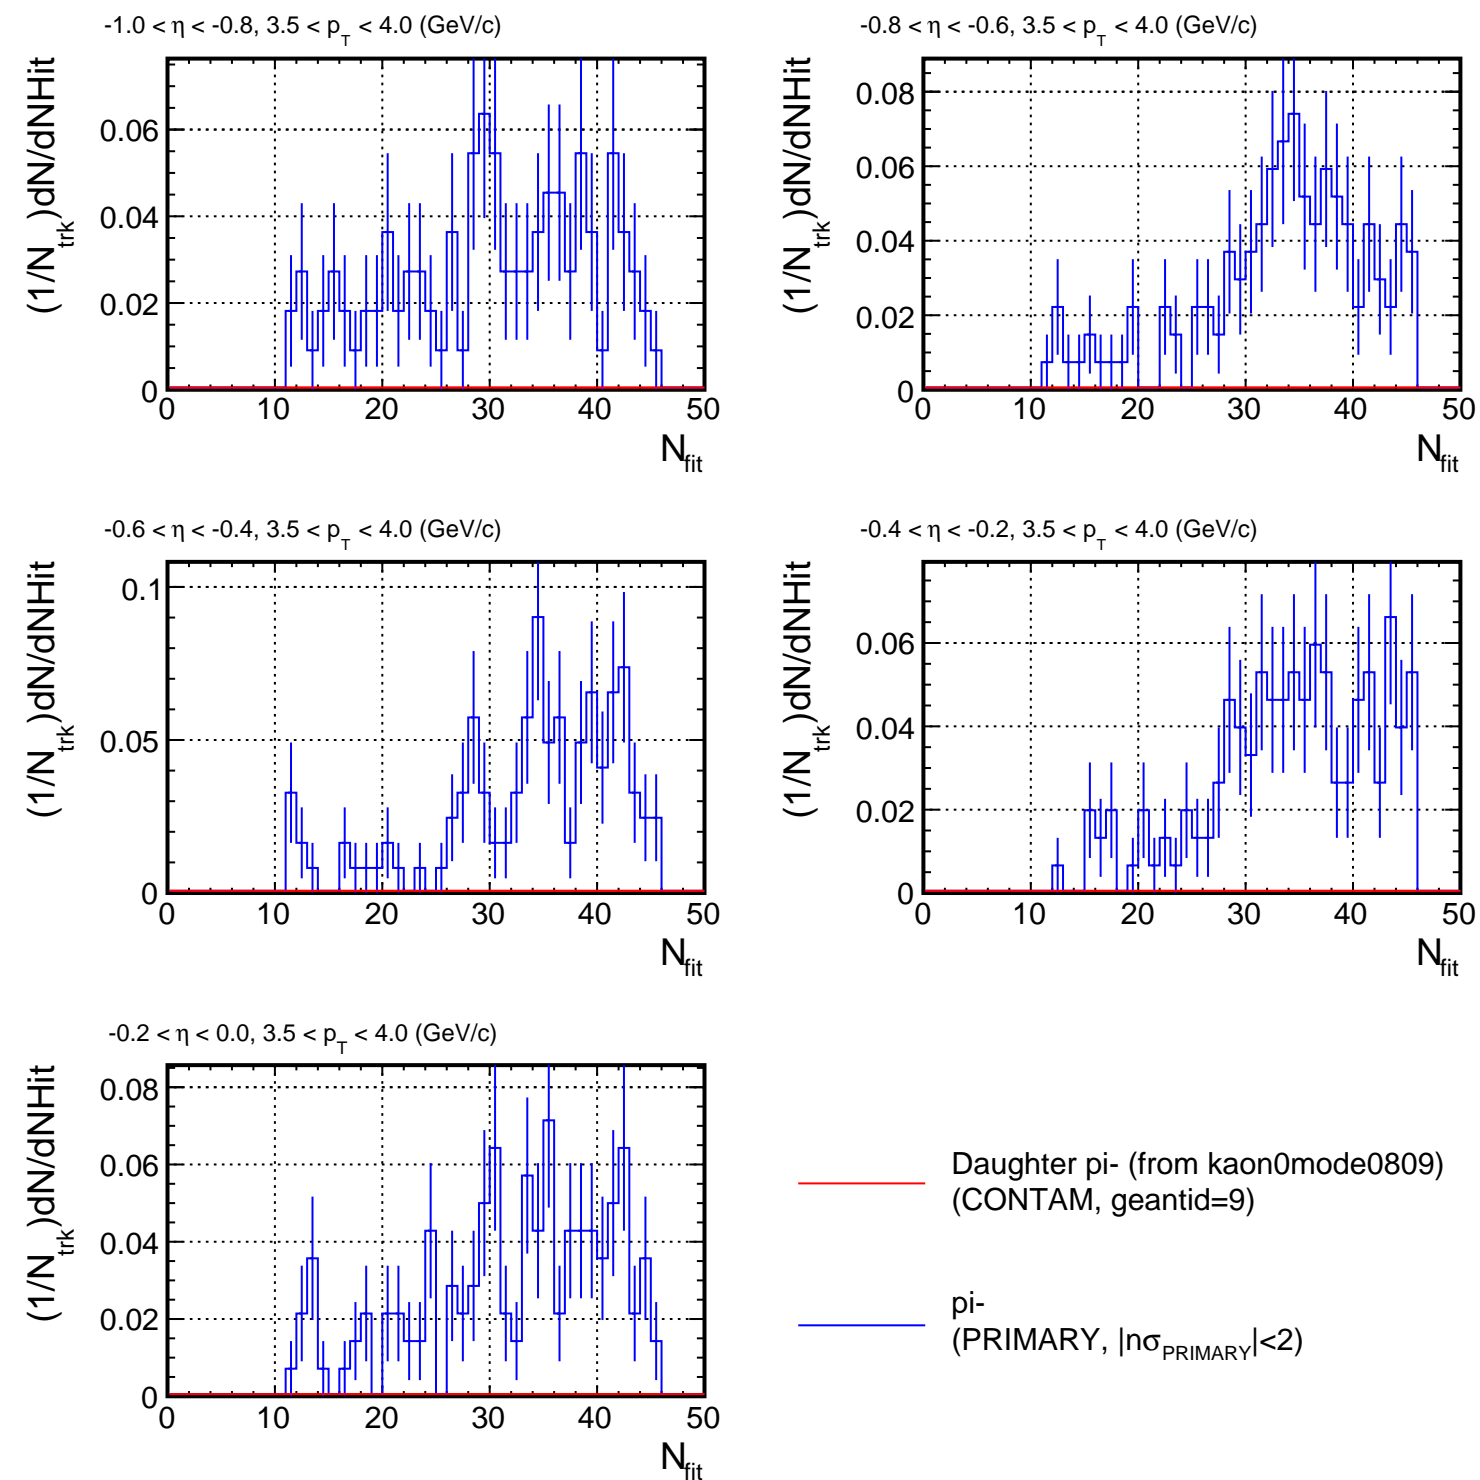 -1.0 < η < -0.8, 3.5 < p_T < 4.0 (GeV/c)
(1/N_trk)dN/dNHit
0.06
0.04
0.02
0
0 10 20 30 40 50
N_fit
-0.8 < η < -0.6, 3.5 < p_T < 4.0 (GeV/c)
(1/N_trk)dN/dNHit
0.08
0.06
0.04
0.02
0
0 10 20 30 40 50
N_fit
-0.6 < η < -0.4, 3.5 < p_T < 4.0 (GeV/c)
(1/N_trk)dN/dNHit
0.1
0.05
0
0 10 20 30 40 50
N_fit
-0.4 < η < -0.2, 3.5 < p_T < 4.0 (GeV/c)
(1/N_trk)dN/dNHit
0.06
0.04
0.02
0
0 10 20 30 40 50
N_fit
-0.2 < η < 0.0, 3.5 < p_T < 4.0 (GeV/c)
(1/N_trk)dN/dNHit
0.08
0.06
0.04
0.02
0
0 10 20 30 40 50
N_fit
Daughter pi- (from kaon0mode0809)
(CONTAM, geantid=9)
pi-
(PRIMARY, |nσ_PRIMARY|<2)